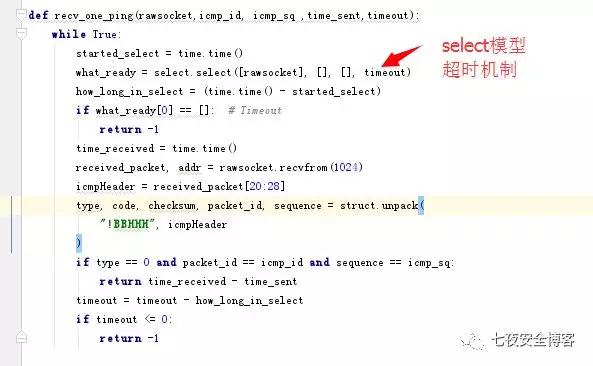 def recv_one_ping(rawsocket,icmp_id, icmp_sq ,time_sent,timeout):
    while True:
        started_select = time.time()
        what_ready = select.select([rawsocket], [], [], timeout)
        how_long_in_select = (time.time() - started_select)
        if what_ready[0] == []:  # Timeout
            return -1
        time_received = time.time()
        received_packet, addr = rawsocket.recvfrom(1024)
        icmpHeader = received_packet[20:28]
        type, code, checksum, packet_id, sequence = struct.unpack(
            "!BBHHH", icmpHeader
        )
        if type == 0 and packet_id == icmp_id and sequence == icmp_sq:
            return time_received - time_sent
        timeout = timeout - how_long_in_select
        if timeout <= 0:
            return -1
select模型
超时机制
七夜安全博客